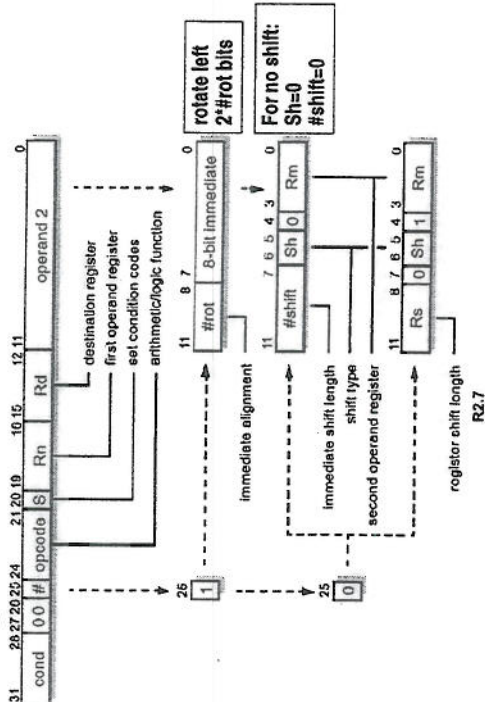 31 28 27 26 25 24 21 20 19 16 15 12 11 0
cond 0 0 # opcode S Rn Rd operand 2
destination register
first operand register
set condition codes
arithmetic/logic function
25 11 8 7 0
1 #rot 8-bit immediate
rotate left
2*#rot bits
immediate alignment
11 7 6 5 4 3 0
#shift Sh 0 Rm
For no shift:
Sh=0
#shift=0
25
0
immediate shift length
shift type
second operand register
11 8 7 6 5 4 3 0
Rs 0 Sh 1 Rm
register shift length
R2.7